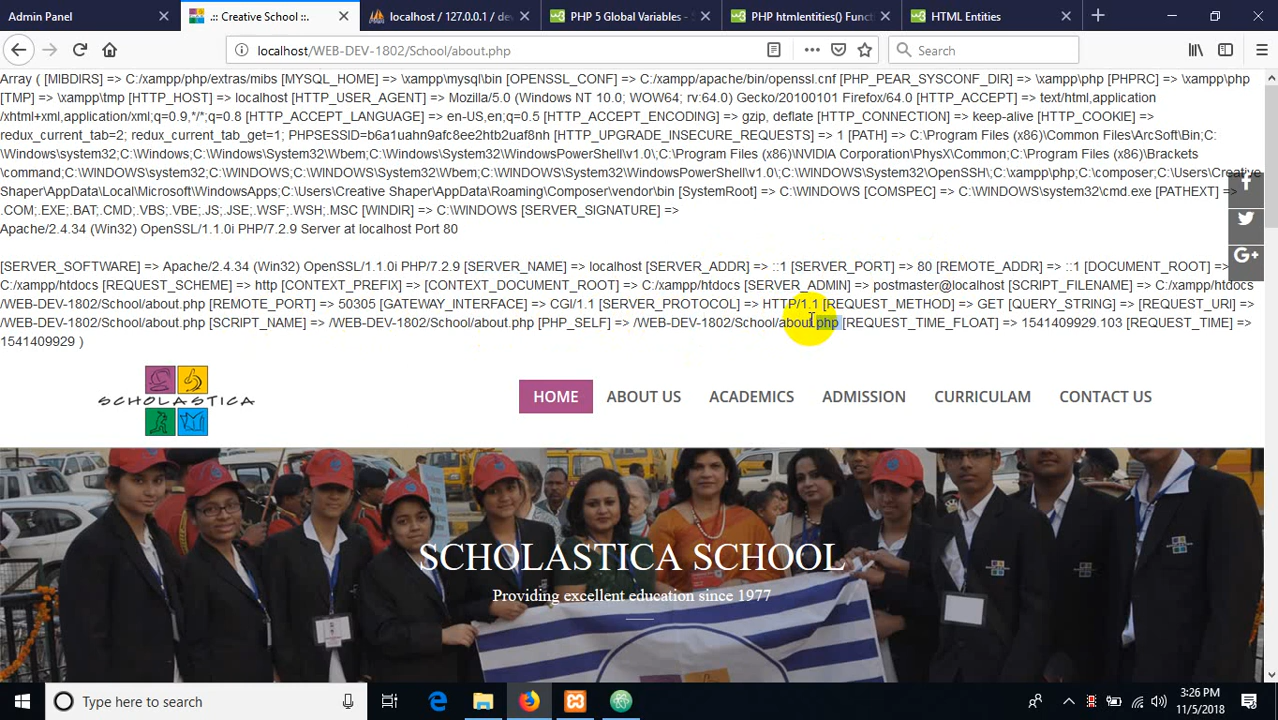 Admin Panel
.:: Creative School ::.
localhost / 127.0.0.1 / dev
PHP 5 Global Variables - S
PHP htmlentities() Functi
HTML Entities
localhost/WEB-DEV-1802/School/about.php
Search
Array ( [MIBDIRS] => C:/xampp/php/extras/mibs [MYSQL_HOME] => \xampp\mysql\bin [OPENSSL_CONF] => C:/xampp/apache/bin/openssl.cnf [PHP_PEAR_SYSCONF_DIR] => \xampp\php [PHPRC] => \xampp\php
[TMP] => \xampp\tmp [HTTP_HOST] => localhost [HTTP_USER_AGENT] => Mozilla/5.0 (Windows NT 10.0; WOW64; rv:64.0) Gecko/20100101 Firefox/64.0 [HTTP_ACCEPT] => text/html,application
/xhtml+xml,application/xml;q=0.9,*/*;q=0.8 [HTTP_ACCEPT_LANGUAGE] => en-US,en;q=0.5 [HTTP_ACCEPT_ENCODING] => gzip, deflate [HTTP_CONNECTION] => keep-alive [HTTP_COOKIE] =>
redux_current_tab=2; redux_current_tab_get=1; PHPSESSID=b6a1uahn9afc8ee2htb2uaf8nh [HTTP_UPGRADE_INSECURE_REQUESTS] => 1 [PATH] => C:\Program Files (x86)\Common Files\ArcSoft\Bin;C:
\Windows\system32;C:\Windows;C:\Windows\System32\Wbem;C:\Windows\System32\WindowsPowerShell\v1.0\;C:\Program Files (x86)\NVIDIA Corporation\PhysX\Common;C:\Program Files (x86)\Brackets
\command;C:\WINDOWS\system32;C:\WINDOWS;C:\WINDOWS\System32\Wbem;C:\WINDOWS\System32\WindowsPowerShell\v1.0\;C:\WINDOWS\System32\OpenSSH\;C:\xampp\php;C:\composer;C:\Users\Creative
Shaper\AppData\Local\Microsoft\WindowsApps;C:\Users\Creative Shaper\AppData\Roaming\Composer\vendor\bin [SystemRoot] => C:\WINDOWS [COMSPEC] => C:\WINDOWS\system32\cmd.exe [PATHEXT] =>
.COM;.EXE;.BAT;.CMD;.VBS;.VBE;.JS;.JSE;.WSF;.WSH;.MSC [WINDIR] => C:\WINDOWS [SERVER_SIGNATURE] =>
Apache/2.4.34 (Win32) OpenSSL/1.1.0i PHP/7.2.9 Server at localhost Port 80
[SERVER_SOFTWARE] => Apache/2.4.34 (Win32) OpenSSL/1.1.0i PHP/7.2.9 [SERVER_NAME] => localhost [SERVER_ADDR] => ::1 [SERVER_PORT] => 80 [REMOTE_ADDR] => ::1 [DOCUMENT_ROOT] =>
C:/xampp/htdocs [REQUEST_SCHEME] => http [CONTEXT_PREFIX] => [CONTEXT_DOCUMENT_ROOT] => C:/xampp/htdocs [SERVER_ADMIN] => postmaster@localhost [SCRIPT_FILENAME] => C:/xampp/htdocs
/WEB-DEV-1802/School/about.php [REMOTE_PORT] => 50305 [GATEWAY_INTERFACE] => CGI/1.1 [SERVER_PROTOCOL] => HTTP/1.1 [REQUEST_METHOD] => GET [QUERY_STRING] => [REQUEST_URI] =>
/WEB-DEV-1802/School/about.php [SCRIPT_NAME] => /WEB-DEV-1802/School/about.php [PHP_SELF] => /WEB-DEV-1802/School/about.php [REQUEST_TIME_FLOAT] => 1541409929.103 [REQUEST_TIME] =>
1541409929 )
SCHOLASTICA
HOME ABOUT US ACADEMICS ADMISSION CURRICULUM CONTACT US
SCHOLASTICA SCHOOL
Providing excellent education since 1977
Type here to search
3:26 PM
11/5/2018